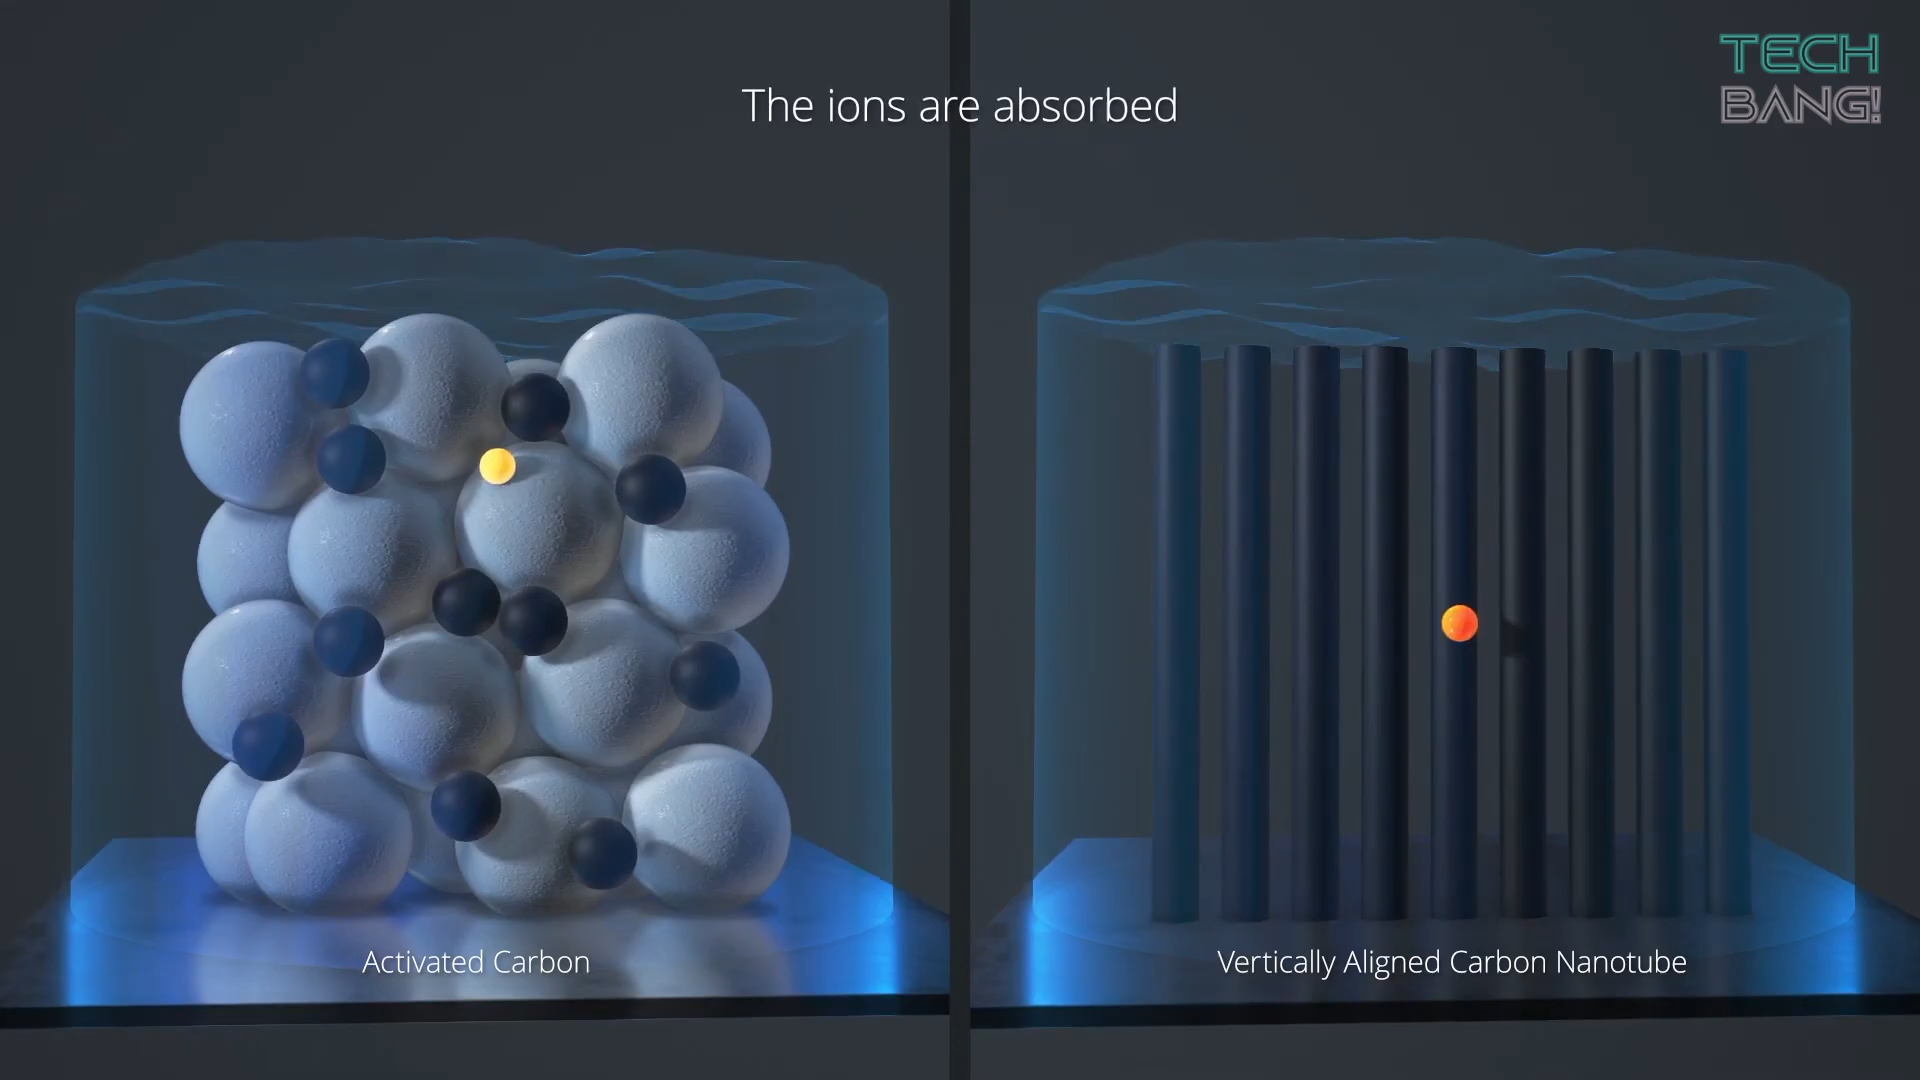 TECH
BANG!
The ions are absorbed
Activated Carbon
Vertically Aligned Carbon Nanotube